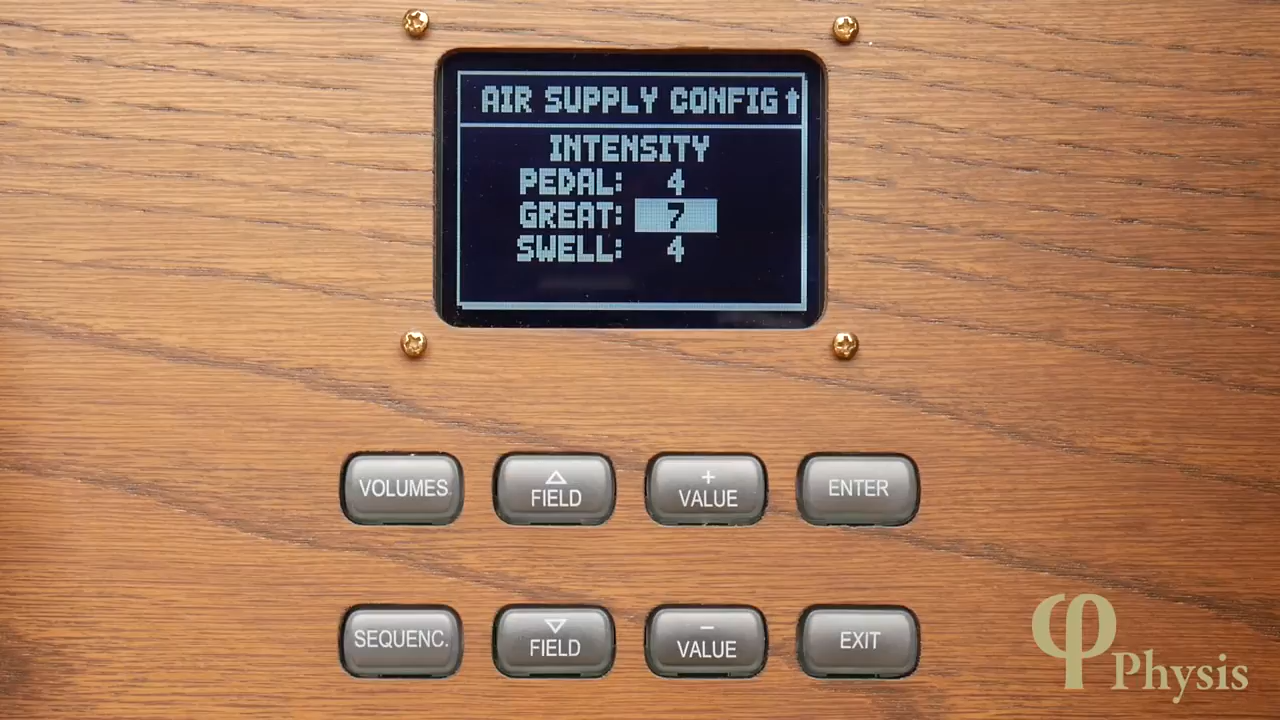 AIR SUPPLY CONFIG↑
INTENSITY
PEDAL: 4
GREAT: 7
SWELL: 4
VOLUMES
△ FIELD
+ VALUE
ENTER
SEQUENC.
▽ FIELD
− VALUE
EXIT
φ Physis